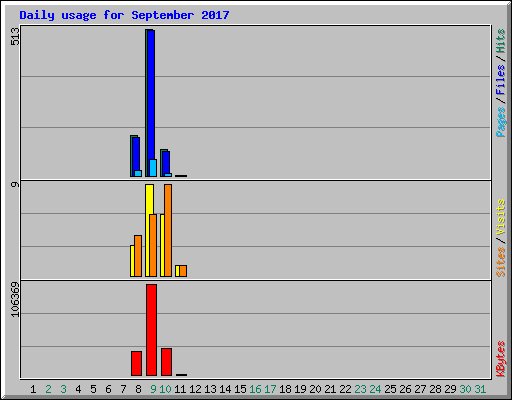 Daily usage for September 2017
513
9
106369
Pages / Files / Hits
Sites / Visits
KBytes
1 2 3 4 5 6 7 8 9 10 11 12 13 14 15 16 17 18 19 20 21 22 23 24 25 26 27 28 29 30 31